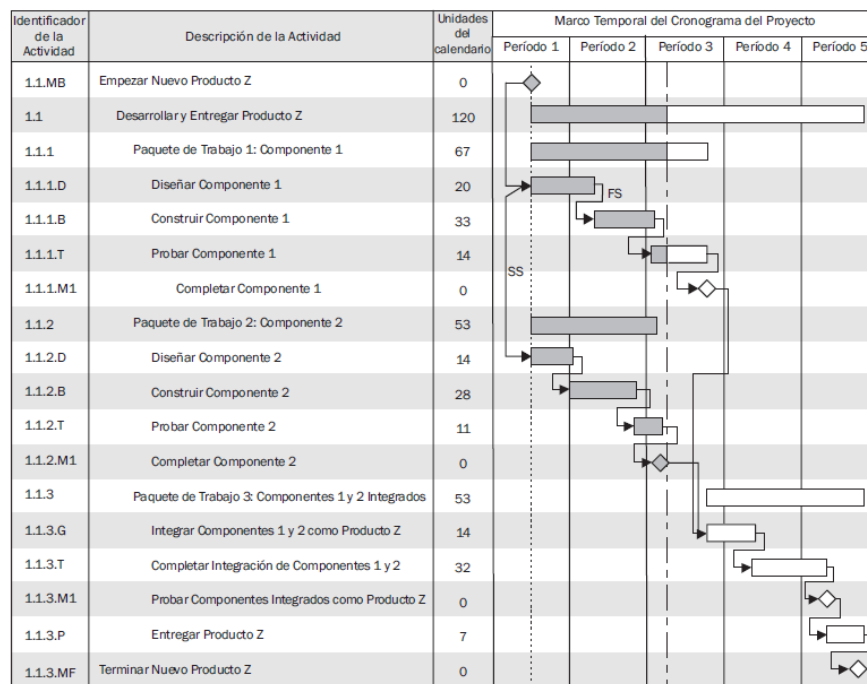 Identificador de la Actividad
Descripción de la Actividad
Unidades del calendario
Marco Temporal del Cronograma del Proyecto
Período 1 Período 2 Período 3 Período 4 Período 5
1.1.MB Empezar Nuevo Producto Z 0
1.1 Desarrollar y Entregar Producto Z 120
1.1.1 Paquete de Trabajo 1: Componente 1 67
1.1.1.D Diseñar Componente 1 20
FS
1.1.1.B Construir Componente 1 33
1.1.1.T Probar Componente 1 14
SS
1.1.1.M1 Completar Componente 1 0
1.1.2 Paquete de Trabajo 2: Componente 2 53
1.1.2.D Diseñar Componente 2 14
1.1.2.B Construir Componente 2 28
1.1.2.T Probar Componente 2 11
1.1.2.M1 Completar Componente 2 0
1.1.3 Paquete de Trabajo 3: Componentes 1 y 2 Integrados 53
1.1.3.G Integrar Componentes 1 y 2 como Producto Z 14
1.1.3.T Completar Integración de Componentes 1 y 2 32
1.1.3.M1 Probar Componentes Integrados como Producto Z 0
1.1.3.P Entregar Producto Z 7
1.1.3.MF Terminar Nuevo Producto Z 0